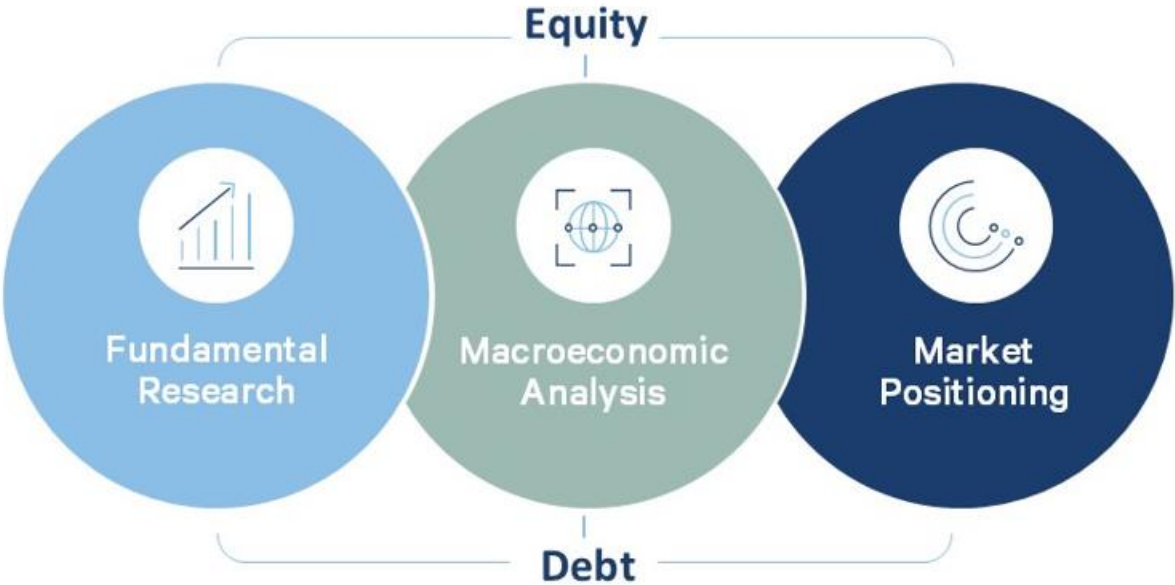 Equity
Fundamental
Research
Macroeconomic
Analysis
Market
Positioning
Debt